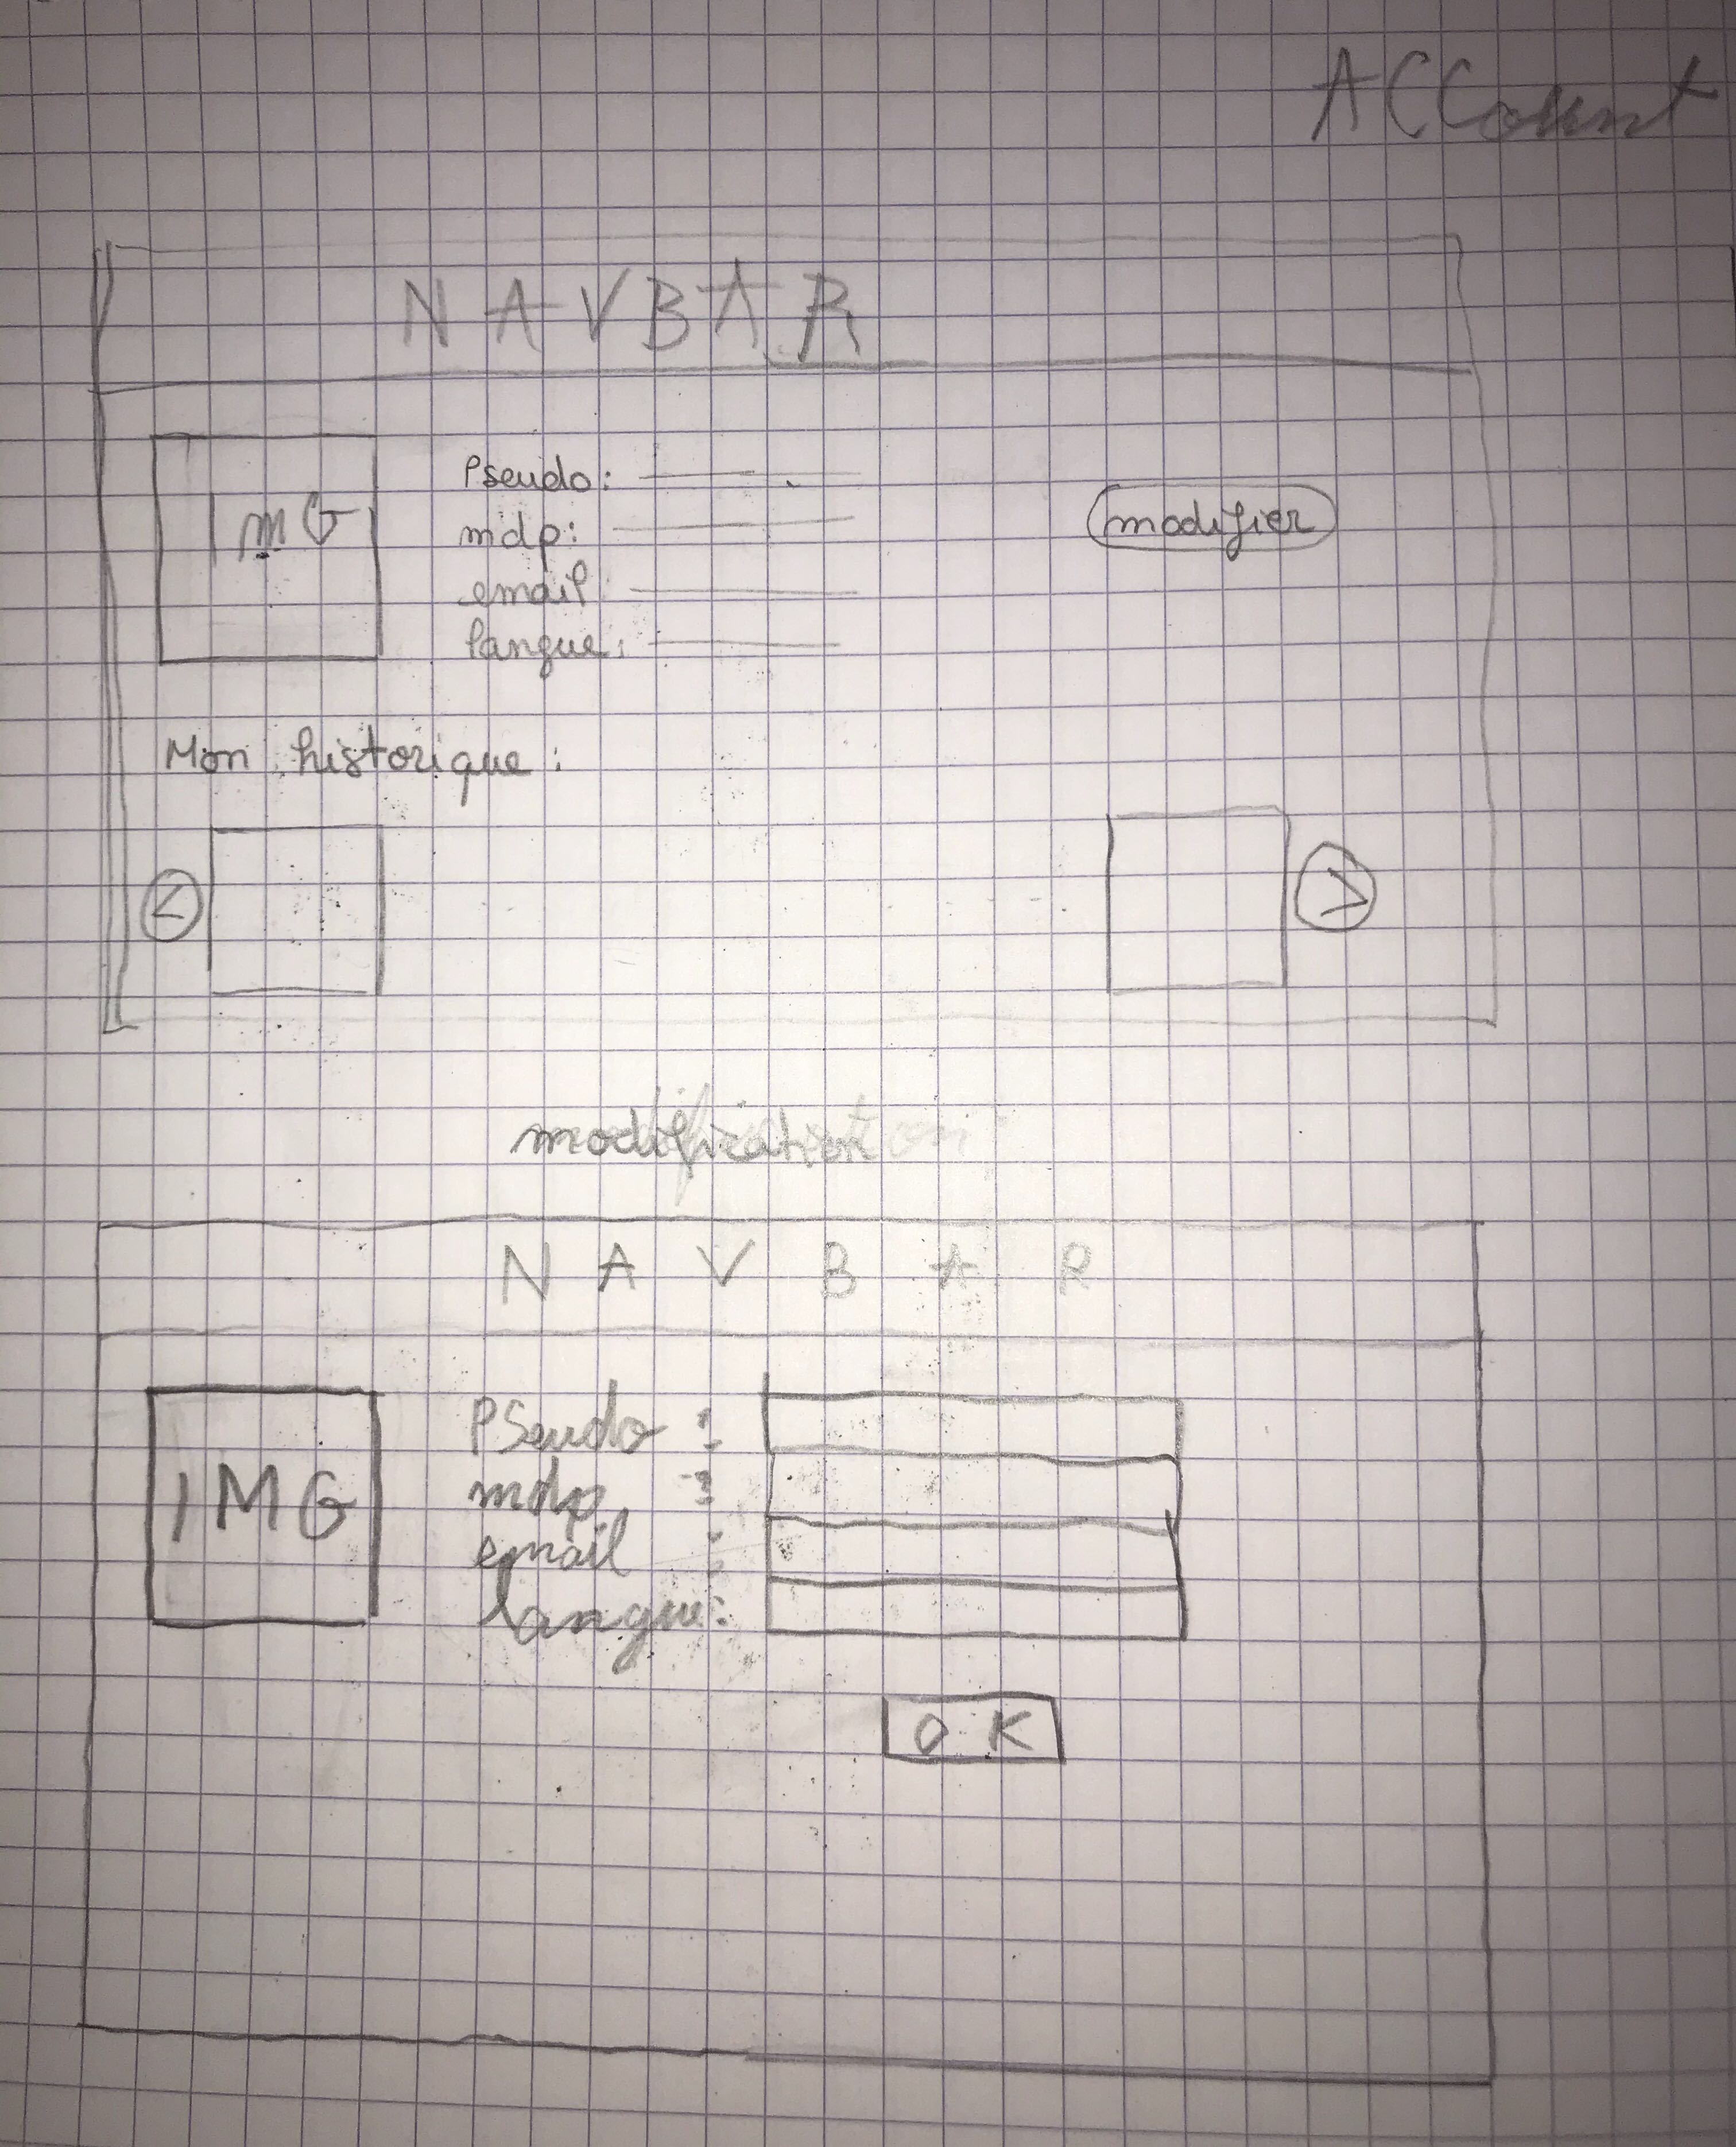 ACCount
NAVBAR
ImG
Pseudo:
mdp:
email:
langue:
modifier
Mon historique:
<
>
modification
NAVBAR
IMG
PSeudo :
mdp :
email :
langue:
OK